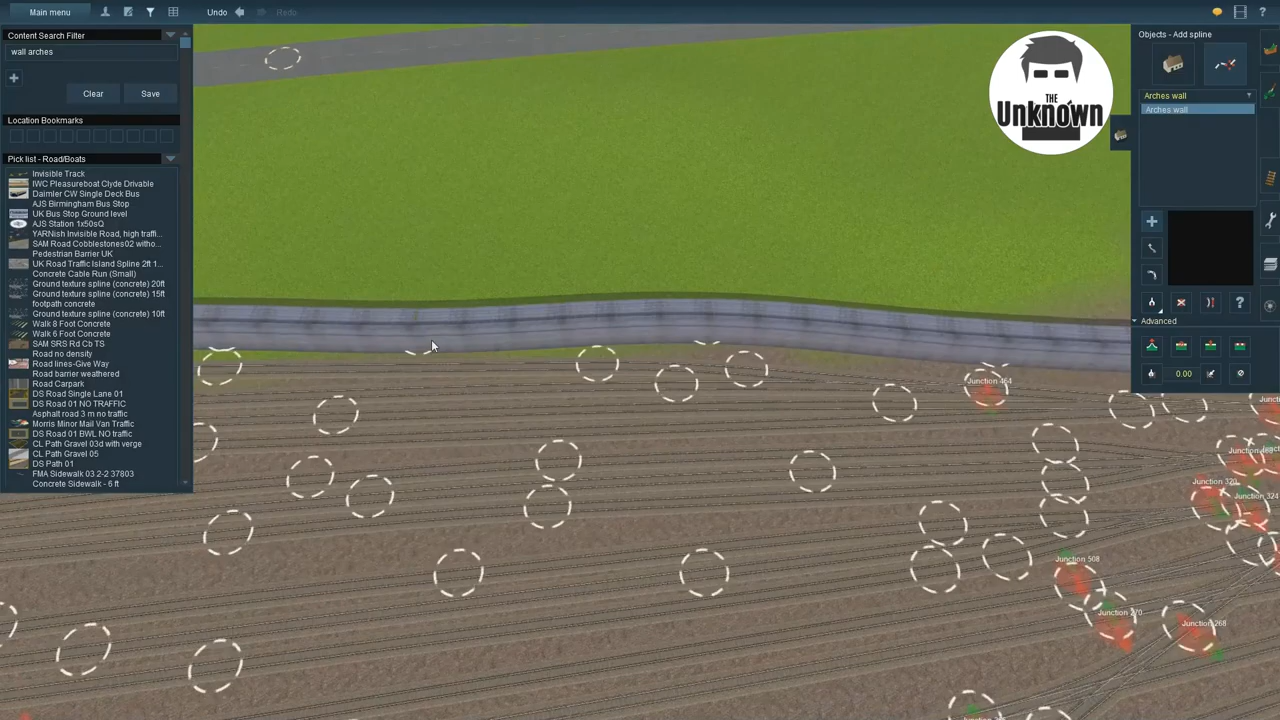 Main menu
Undo
Redo
Content Search Filter
wall arches
Clear
Save
Location Bookmarks
Pick list - Road/Boats
Invisible Track
IWC Pleasureboat Clyde Drivable
Daimler CW Single Deck Bus
AJS Birmingham Bus Stop
UK Bus Stop Ground level
AJS Station 1x50sQ
YARNish Invisible Road, high traffi...
SAM Road Cobblestones02 witho...
Pedestrian Barrier UK
UK Road Traffic Island Spline 2ft 1...
Concrete Cable Run (Small)
Ground texture spline (concrete) 20ft
Ground texture spline (concrete) 15ft
footpath concrete
Ground texture spline (concrete) 10ft
Walk 8 Foot Concrete
Walk 6 Foot Concrete
SAM SRS Rd Cb TS
Road no density
Road lines-Give Way
Road barrier weathered
Road Carpark
DS Road Single Lane 01
DS Road 01 NO TRAFFIC
Asphalt road 3 m no traffic
Morris Minor Mail Van Traffic
DS Road 01 BWL NO traffic
CL Path Gravel 03d with verge
CL Path Gravel 05
DS Path 01
FMA Sidewalk 03.2-2 37803
Concrete Sidewalk - 6 ft
THE
Unknown
Objects - Add spline
Arches wall
Arches wall
?
Advanced
0.00
?
Junction 464
Junction 320
Junction 324
Junction 508
Junction 270
Junction 268